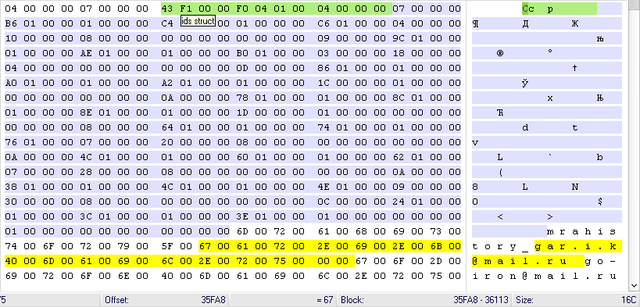 04 00 00 00 07 00 00 00 43 F1 00 00 F0 04 01 00 04 00 00 00 07 00 00 00 Cс р
B6 01 00 00 01 00 00 00 C4 ids struct 00 01 00 00 00 C6 01 00 00 04 00 00 00 ¶ Д Ж
10 00 00 00 08 00 00 00 00 00 00 00 00 00 00 00 09 00 00 00 9C 01 00 00 њ
01 00 00 00 AE 01 00 00 01 00 00 00 B0 01 00 00 03 00 00 00 18 00 00 00 ® °
04 00 00 00 00 00 00 00 00 00 00 00 0D 00 00 00 86 01 00 00 01 00 00 00 †
A0 01 00 00 01 00 00 00 A2 01 00 00 01 00 00 00 1C 00 00 00 04 00 00 00 ў
00 00 00 00 00 00 00 00 0A 00 00 00 78 01 00 00 01 00 00 00 8C 01 00 00 x Њ
01 00 00 00 8E 01 00 00 01 00 00 00 1D 00 00 00 00 00 00 00 Ћ
00 00 00 00 08 00 00 00 64 01 00 00 01 00 00 00 74 01 00 00 01 00 00 00 d t
76 01 00 00 07 00 00 00 20 00 00 00 08 00 00 00 00 00 00 00 00 00 00 00 v
0A 00 00 00 4C 01 00 00 01 00 00 00 60 01 00 00 01 00 00 00 62 01 00 00 L ` b
07 00 00 00 28 00 00 00 08 00 00 00 00 00 00 00 00 00 00 00 0A 00 00 00 (
38 01 00 00 01 00 00 00 4C 01 00 00 01 00 00 00 4E 01 00 00 09 00 00 00 8 L N
30 00 00 00 08 00 00 00 00 00 00 00 00 00 00 00 0C 00 00 00 24 01 00 00 0 $
01 00 00 00 3C 01 00 00 01 00 00 00 3E 01 00 00 01 00 00 00 00 00 00 00 < >
01 00 00 00 00 00 00 00 00 00 00 00 6D 00 72 00 61 00 68 00 69 00 73 00 mrahis
74 00 6F 00 72 00 79 00 5F 00 67 00 61 00 72 00 2E 00 69 00 2E 00 6B 00 tory_gar.i.k
40 00 6D 00 61 00 69 00 6C 00 2E 00 72 00 75 00 00 00 67 00 6F 00 2D 00 @mail.ru go-
69 00 72 00 6F 00 6E 00 40 00 6D 00 61 00 69 00 6C 00 2E 00 72 00 75 00 iron@mail.ru
75 Offset: 35FA8 = 67 Block: 35FA8 - 36113 Size: 16C